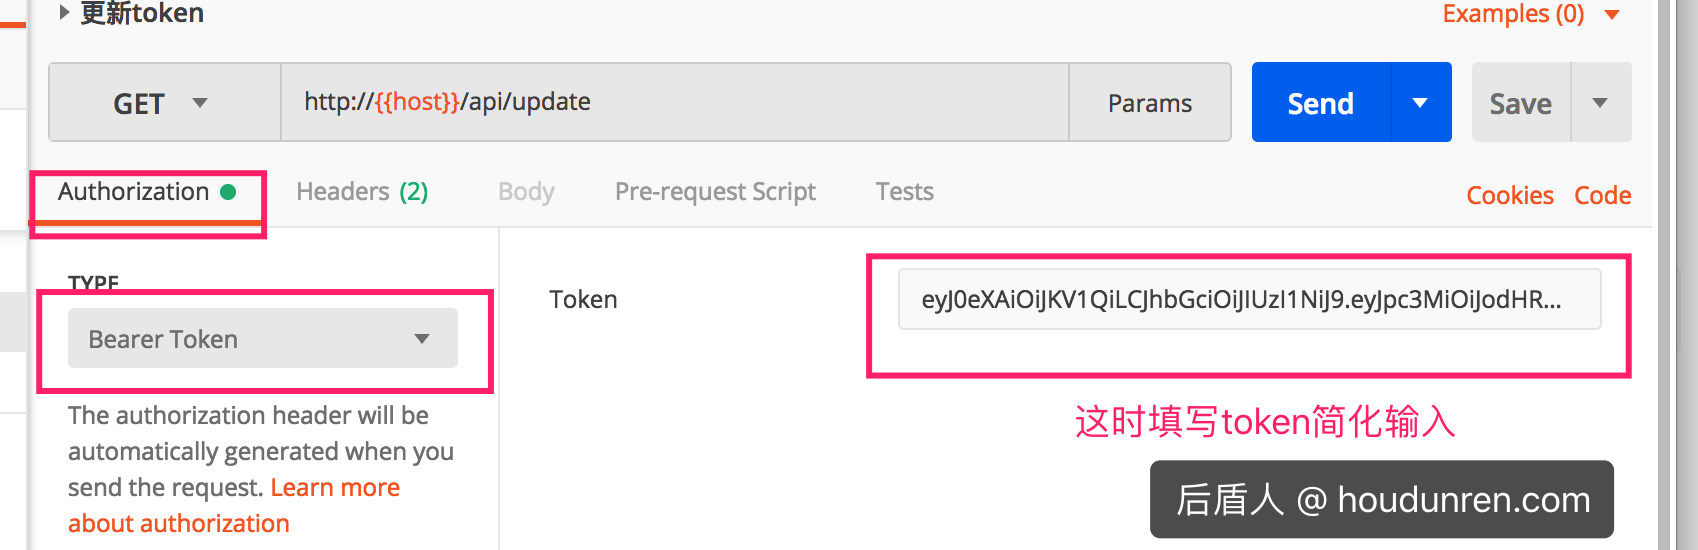 更新token
Examples (0)
GET
http://{{host}}/api/update
Params
Send
Save
Authorization
Headers (2)
Body
Pre-request Script
Tests
Cookies
Code
TYPE
Bearer Token
The authorization header will be
automatically generated when you
send the request. Learn more
about authorization
Token
eyJ0eXAiOiJKV1QiLCJhbGciOiJIUzI1NiJ9.eyJpc3MiOiJodHR...
这时填写token简化输入
后盾人 @ houdunren.com